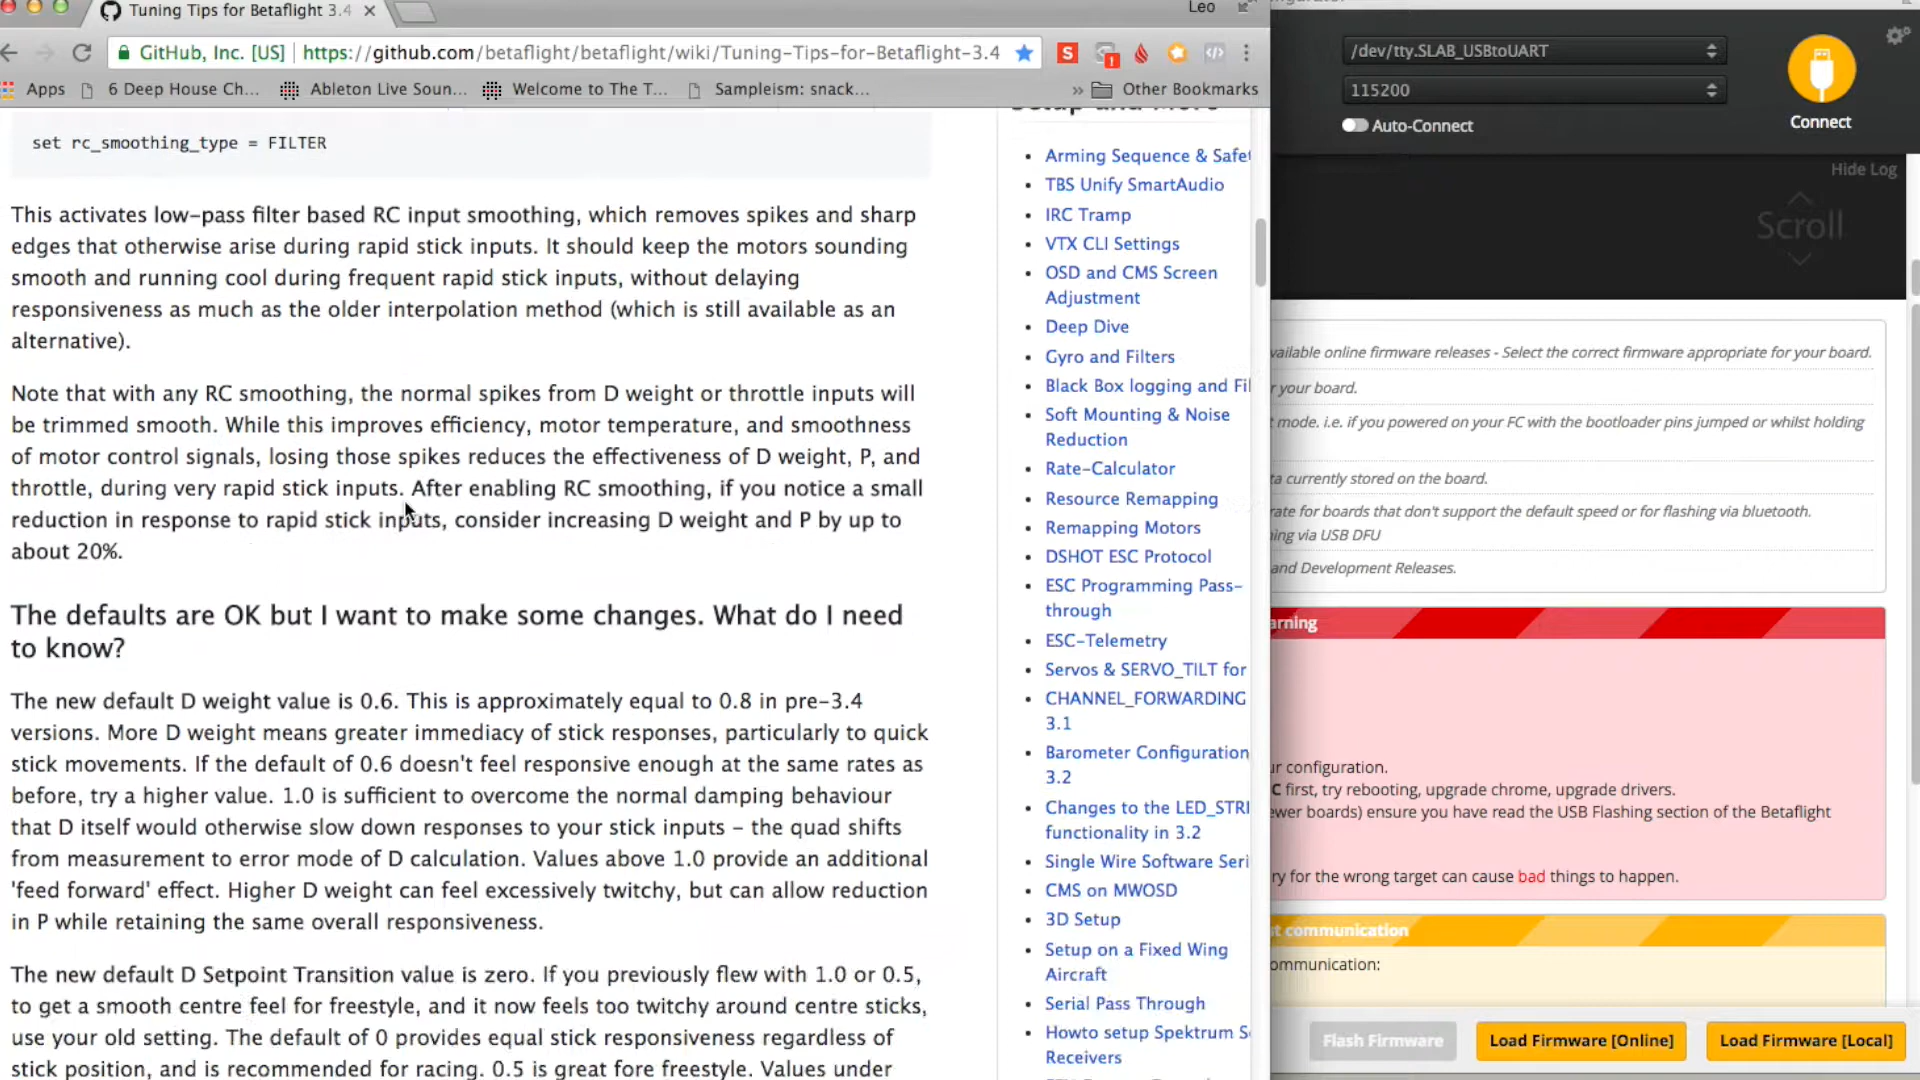 Tuning Tips for Betaflight 3.4
Leo
GitHub, Inc. [US]
https://github.com/betaflight/betaflight/wiki/Tuning-Tips-for-Betaflight-3.4
Apps
6 Deep House Ch...
Ableton Live Soun...
Welcome to The T...
Sampleism: snack...
» Other Bookmarks
set rc_smoothing_type = FILTER
This activates low-pass filter based RC input smoothing, which removes spikes and sharp
edges that otherwise arise during rapid stick inputs. It should keep the motors sounding
smooth and running cool during frequent rapid stick inputs, without delaying
responsiveness as much as the older interpolation method (which is still available as an
alternative).
Note that with any RC smoothing, the normal spikes from D weight or throttle inputs will
be trimmed smooth. While this improves efficiency, motor temperature, and smoothness
of motor control signals, losing those spikes reduces the effectiveness of D weight, P, and
throttle, during very rapid stick inputs. After enabling RC smoothing, if you notice a small
reduction in response to rapid stick inputs, consider increasing D weight and P by up to
about 20%.
The defaults are OK but I want to make some changes. What do I need
to know?
The new default D weight value is 0.6. This is approximately equal to 0.8 in pre-3.4
versions. More D weight means greater immediacy of stick responses, particularly to quick
stick movements. If the default of 0.6 doesn't feel responsive enough at the same rates as
before, try a higher value. 1.0 is sufficient to overcome the normal damping behaviour
that D itself would otherwise slow down responses to your stick inputs – the quad shifts
from measurement to error mode of D calculation. Values above 1.0 provide an additional
'feed forward' effect. Higher D weight can feel excessively twitchy, but can allow reduction
in P while retaining the same overall responsiveness.
The new default D Setpoint Transition value is zero. If you previously flew with 1.0 or 0.5,
to get a smooth centre feel for freestyle, and it now feels too twitchy around centre sticks,
use your old setting. The default of 0 provides equal stick responsiveness regardless of
stick position, and is recommended for racing. 0.5 is great fore freestyle. Values under
Setup and More
Arming Sequence & Safet
TBS Unify SmartAudio
IRC Tramp
VTX CLI Settings
OSD and CMS Screen
Adjustment
Deep Dive
Gyro and Filters
Black Box logging and Fil
Soft Mounting & Noise
Reduction
Rate-Calculator
Resource Remapping
Remapping Motors
DSHOT ESC Protocol
ESC Programming Pass-
through
ESC-Telemetry
Servos & SERVO_TILT for
CHANNEL_FORWARDING
3.1
Barometer Configuration
3.2
Changes to the LED_STRI
functionality in 3.2
Single Wire Software Seri
CMS on MWOSD
3D Setup
Setup on a Fixed Wing
Aircraft
Serial Pass Through
Howto setup Spektrum S
Receivers
/dev/tty.SLAB_USBtoUART
115200
Auto-Connect
Connect
Hide Log
Scroll
vailable online firmware releases - Select the correct firmware appropriate for your board.
r your board.
t mode. i.e. if you powered on your FC with the bootloader pins jumped or whilst holding
ta currently stored on the board.
rate for boards that don't support the default speed or for flashing via bluetooth.
ing via USB DFU
and Development Releases.
arning
ur configuration.
C first, try rebooting, upgrade chrome, upgrade drivers.
ewer boards) ensure you have read the USB Flashing section of the Betaflight
ry for the wrong target can cause bad things to happen.
t communication
ommunication:
Flash Firmware
Load Firmware [Online]
Load Firmware [Local]